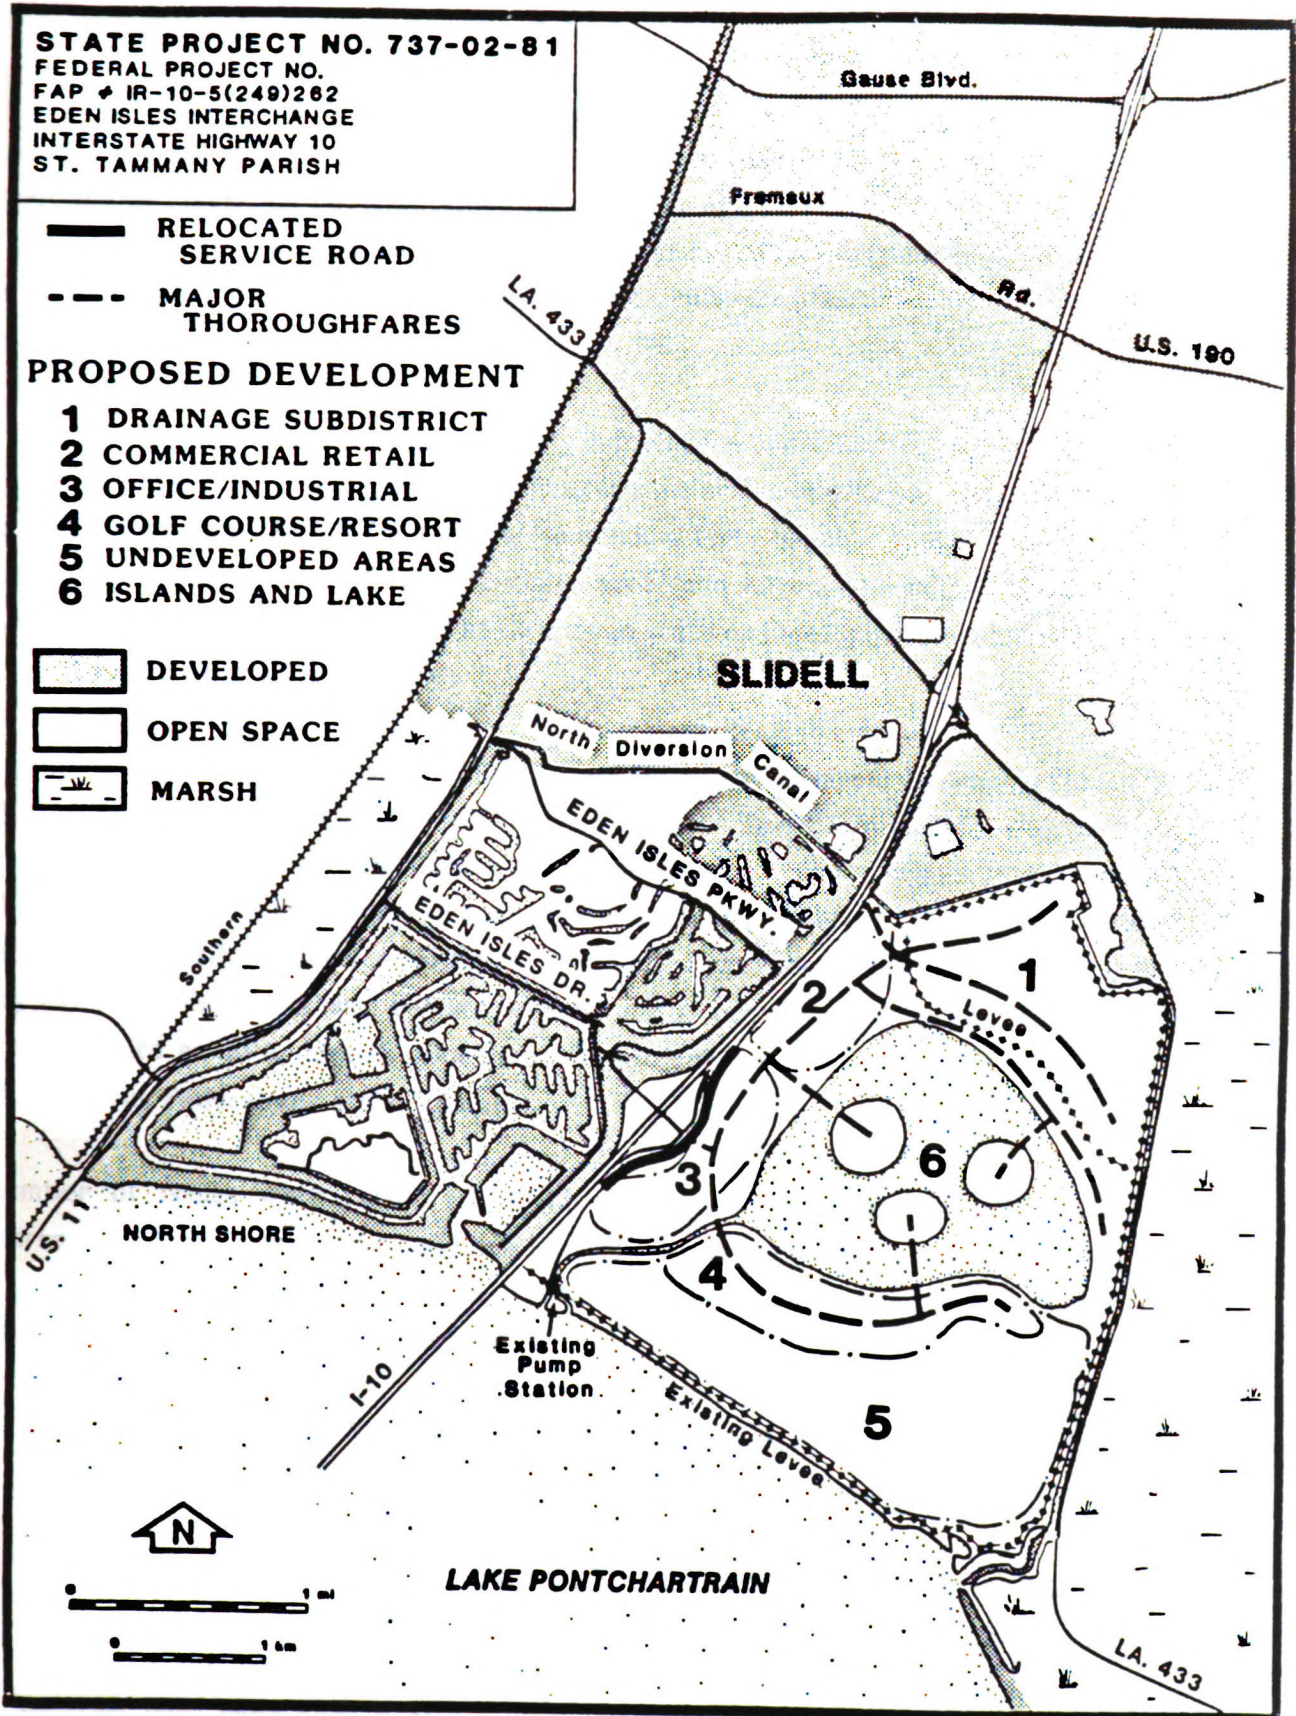 STATE PROJECT NO. 737-02-81
FEDERAL PROJECT NO.
FAP # IR-10-5(249)262
EDEN ISLES INTERCHANGE
INTERSTATE HIGHWAY 10
ST. TAMMANY PARISH
RELOCATED
SERVICE ROAD
MAJOR
THOROUGHFARES
PROPOSED DEVELOPMENT
1 DRAINAGE SUBDISTRICT
2 COMMERCIAL RETAIL
3 OFFICE/INDUSTRIAL
4 GOLF COURSE/RESORT
5 UNDEVELOPED AREAS
6 ISLANDS AND LAKE
DEVELOPED
OPEN SPACE
MARSH
Gause Blvd.
Fremaux
Rd.
U.S. 190
LA. 433
SLIDELL
North Diversion Canal
EDEN ISLES PKWY.
EDEN ISLES DR.
Southern
1
2
Levee
6
3
4
5
U.S. 11
NORTH SHORE
I-10
Existing
Pump
Station
Existing Levee
N
0 1 mi
0 1 km
LAKE PONTCHARTRAIN
LA. 433